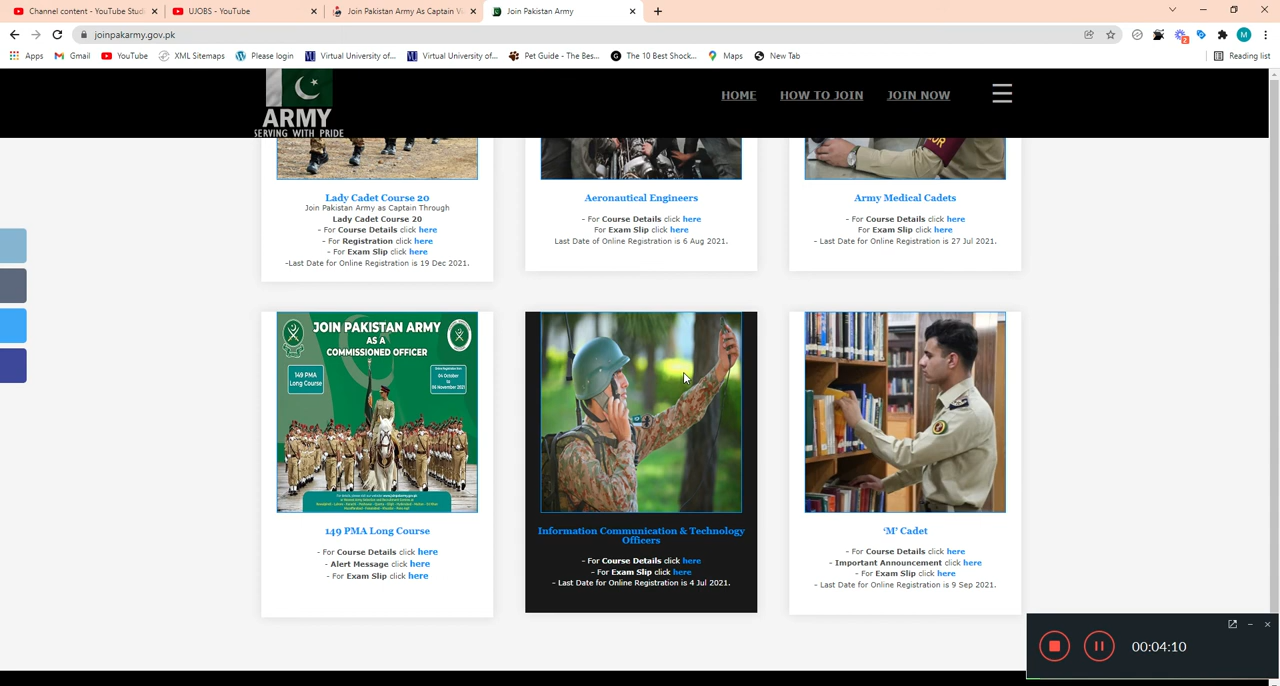 Channel content - YouTube Studi
UJOBS - YouTube
Join Pakistan Army As Captain V
Join Pakistan Army
joinpakarmy.gov.pk
M
Apps
Gmail
YouTube
XML Sitemaps
Please login
Virtual University of...
Virtual University of...
Pet Guide - The Bes...
The 10 Best Shock...
Maps
New Tab
Reading list
ARMY
SERVING WITH PRIDE
HOME
HOW TO JOIN
JOIN NOW
Lady Cadet Course 20
Join Pakistan Army as Captain Through
Lady Cadet Course 20
- For Course Details click here
- For Registration click here
- For Exam Slip click here
-Last Date for Online Registration is 19 Dec 2021.
Aeronautical Engineers
- For Course Details click here
For Exam Slip click here
Last Date of Online Registration is 6 Aug 2021.
Army Medical Cadets
- For Course Details click here
For Exam Slip click here
- Last Date for Online Registration is 27 Jul 2021.
JOIN PAKISTAN ARMY
AS A
COMMISSIONED OFFICER
149 PMA
Long Course
04 October
to
06 November 2021
149 PMA Long Course
- For Course Details click here
- Alert Message click here
- For Exam Slip click here
Information Communication & Technology
Officers
- For Course Details click here
- For Exam Slip click here
- Last Date for Online Registration is 4 Jul 2021.
'M' Cadet
- For Course Details click here
- Important Announcement click here
- For Exam Slip click here
- Last Date for Online Registration is 9 Sep 2021.
00:04:10